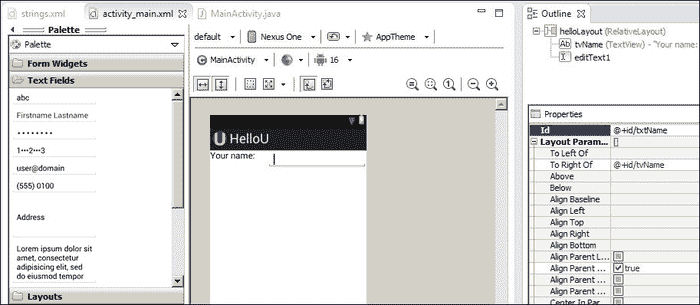 strings.xml
activity_main.xml
MainActivity.java
Palette
Palette
Form Widgets
Text Fields
abc
Firstname Lastname
1•••2•••3
user@domain
(555) 0100
Address
Lorem ipsum dolor sit
amet, consectetur
adipisicing elit, sed
do eiusmod tempor
Layouts
default
Nexus One
AppTheme
MainActivity
16
HelloU
Your name:
Outline
helloLayout (RelativeLayout)
Ab tvName (TextView) - "Your name:
I editText1
Properties
Id @+id/txtName
Layout Param... []
To Left Of
To Right Of @+id/tvName
Above
Below
Align Baseline
Align Left
Align Top
Align Right
Align Bottom
Align Parent L...
Align Parent ... true
Align Parent ...
Align Parent ...
Center In Pa